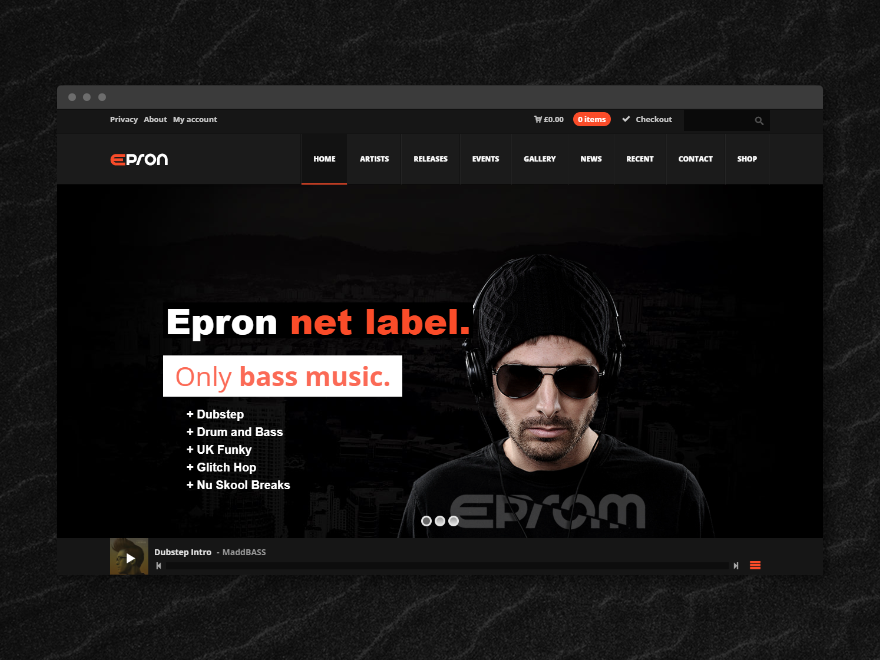 Privacy About My account £0.00 0 items Checkout
EPRON HOME ARTISTS RELEASES EVENTS GALLERY NEWS RECENT CONTACT SHOP
Epron net label.
Only bass music.
+ Dubstep
+ Drum and Bass
+ UK Funky
+ Glitch Hop
+ Nu Skool Breaks
EPROM
Dubstep Intro - MaddBASS